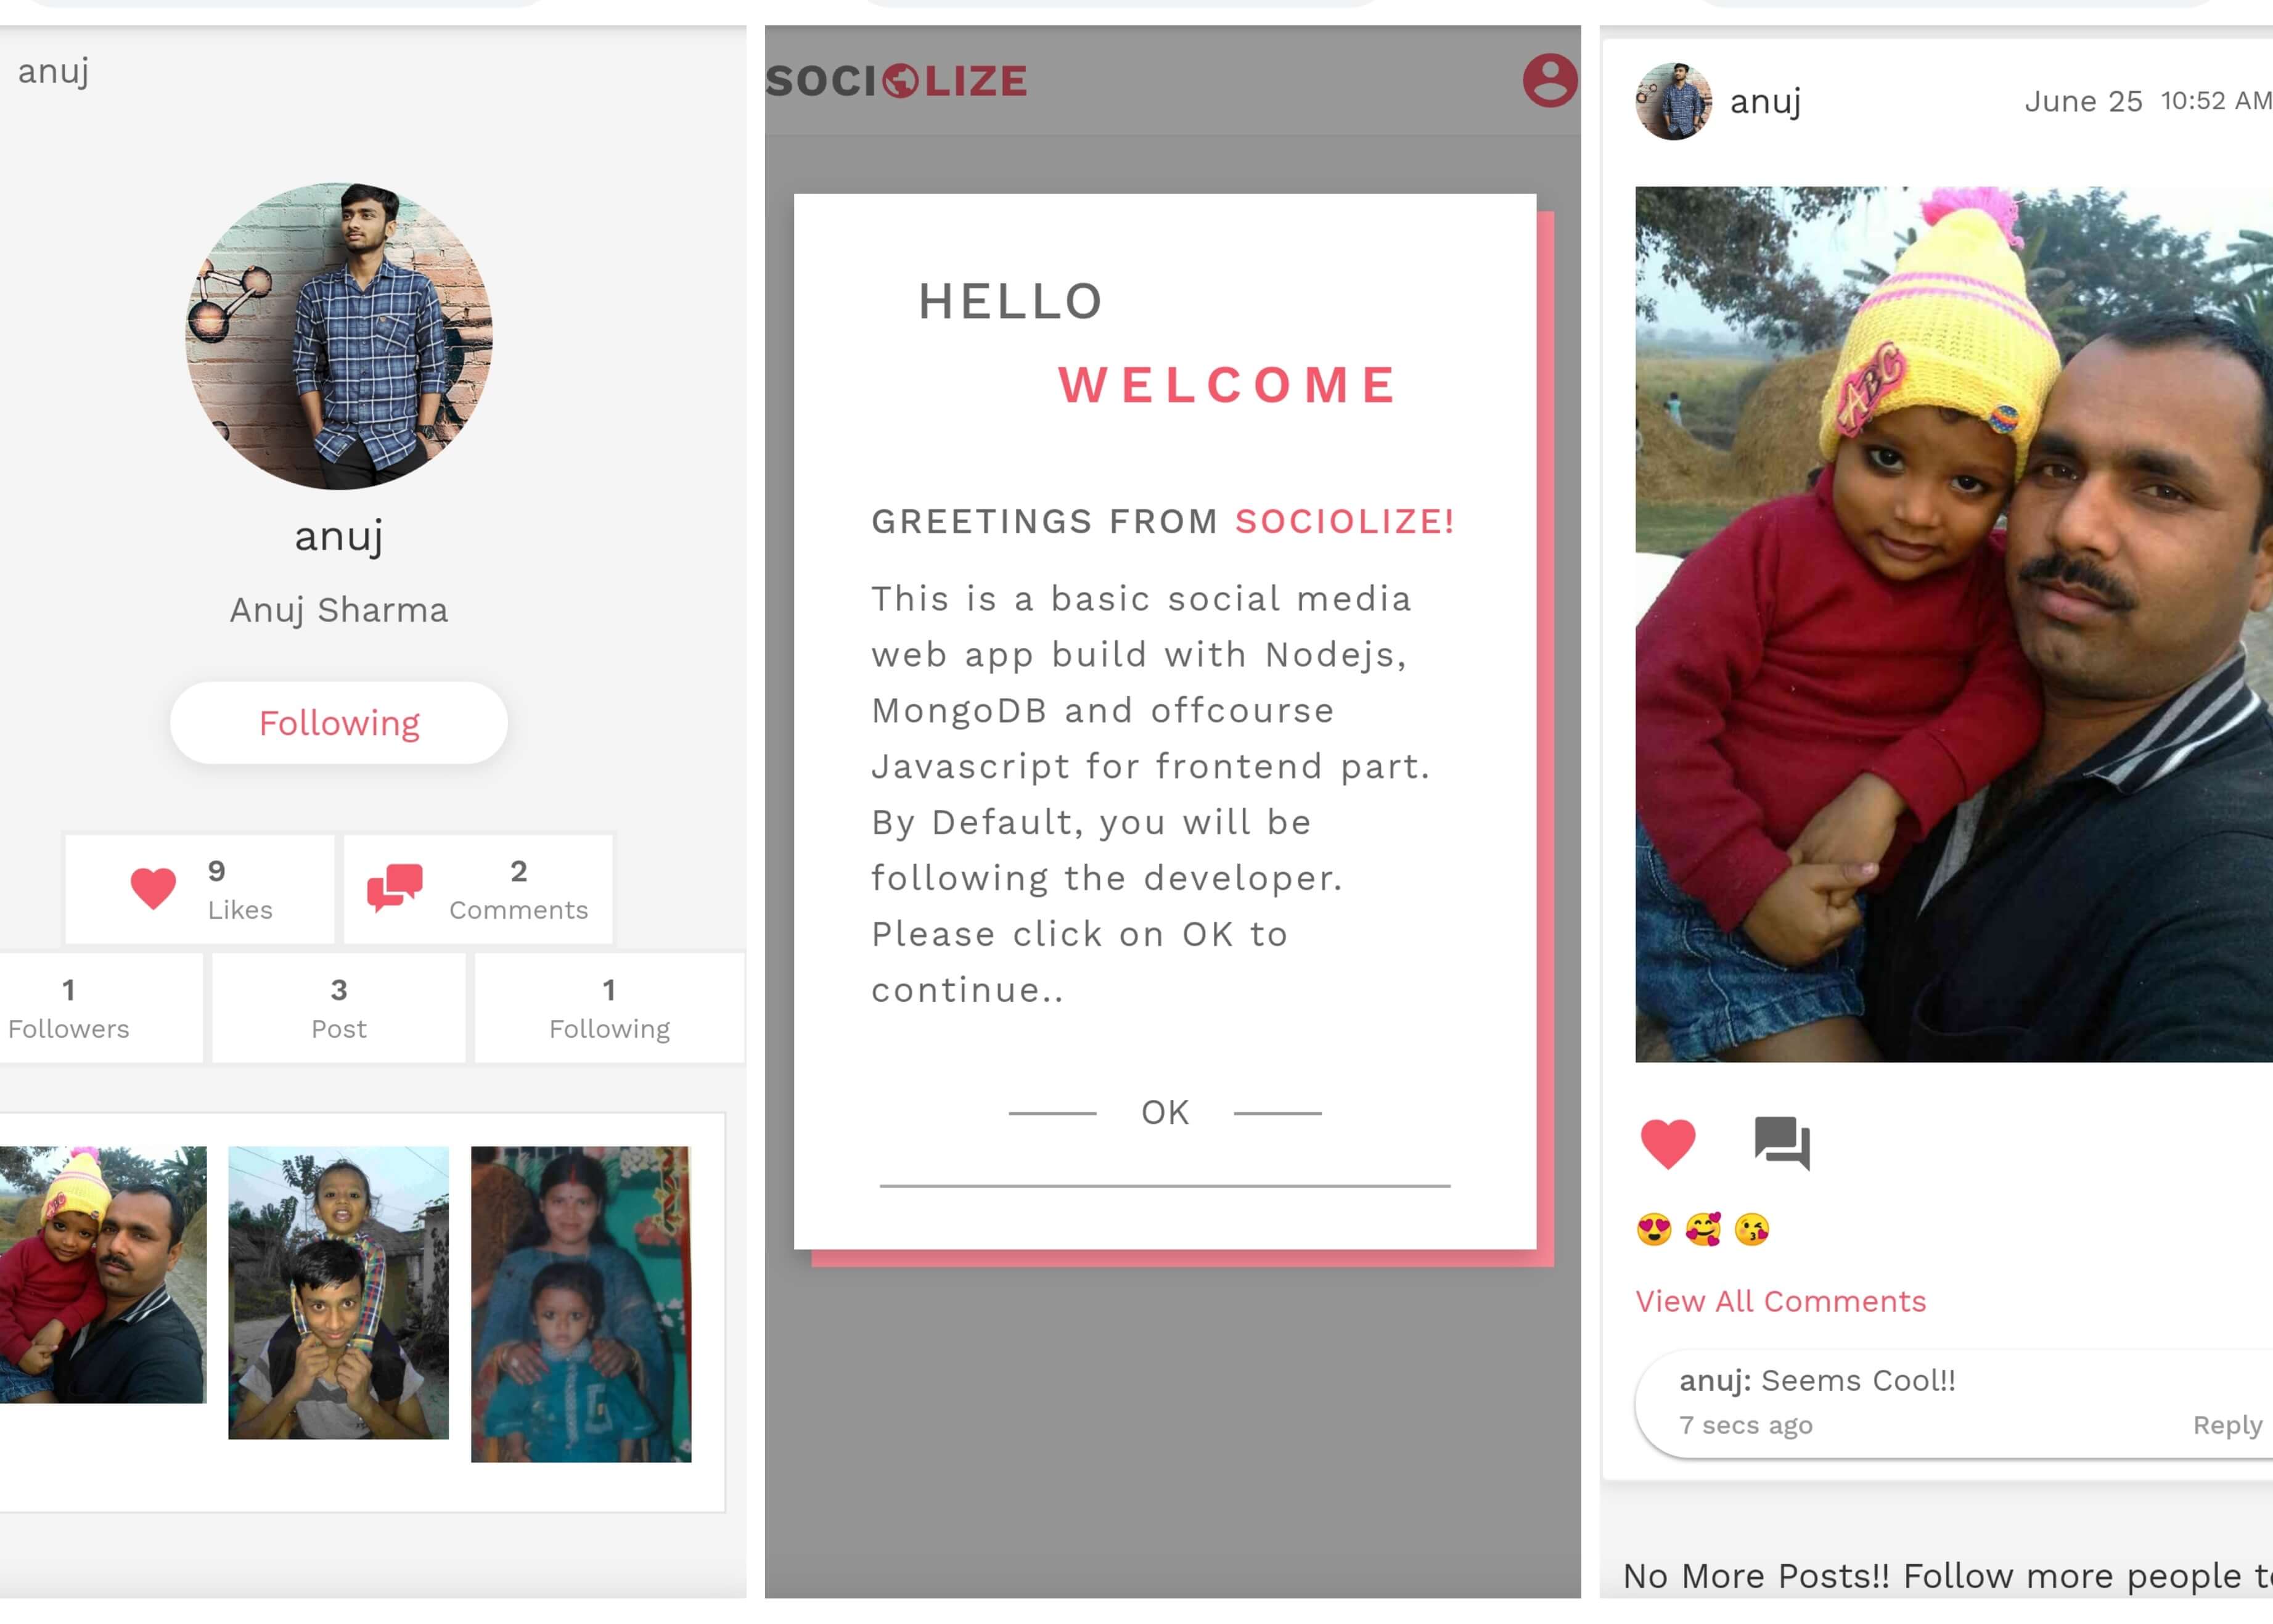 anuj
anuj
Anuj Sharma
Following
9
Likes
2
Comments
1
Followers
3
Post
1
Following
SOCIOLIZE
HELLO
WELCOME
GREETINGS FROM SOCIOLIZE!
This is a basic social media
web app build with Nodejs,
MongoDB and offcourse
Javascript for frontend part.
By Default, you will be
following the developer.
Please click on OK to
continue..
OK
anuj
June 25 10:52 AM
ABC
View All Comments
anuj: Seems Cool!!
7 secs ago
Reply
No More Posts!! Follow more people